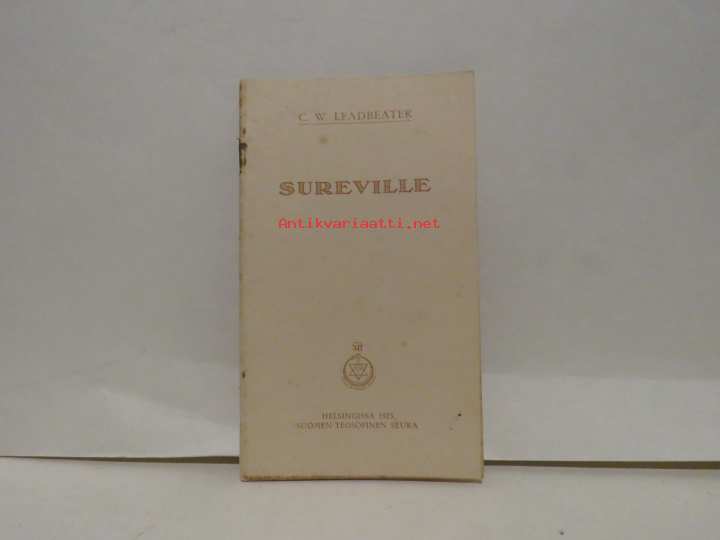 C. W. LEADBEATER
SUREVILLE
Antikvariaatti.net
HELSINGISSÄ 1925,
SUOMEN TEOSOFINEN SEURA